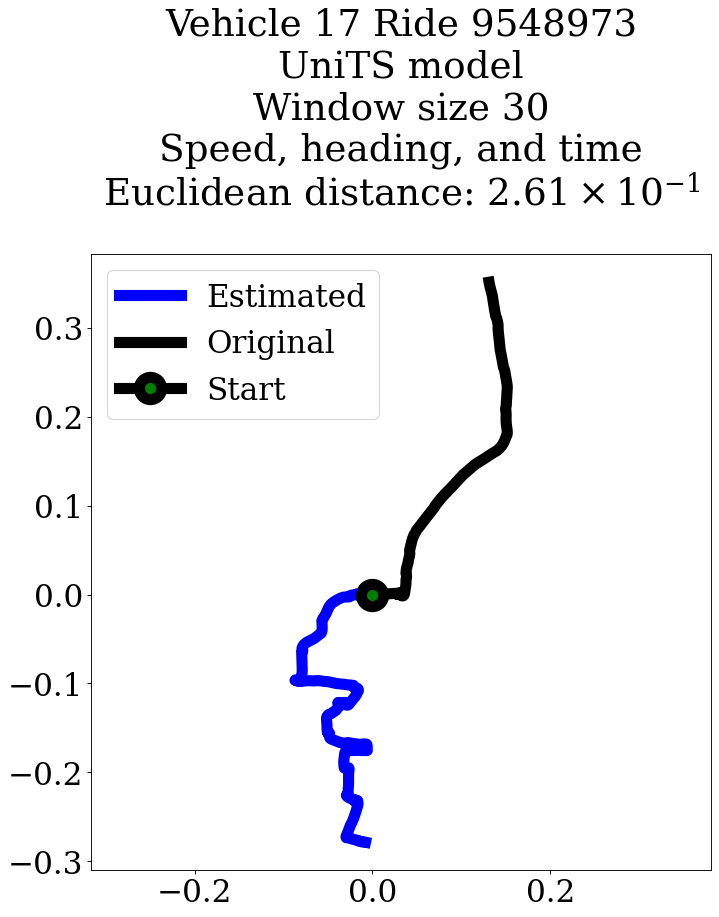 Vehicle 17 Ride 9548973
UniTS model
Window size 30
Speed, heading, and time
Euclidean distance: 2.61 × 10⁻¹
Estimated
Original
Start
0.3
0.2
0.1
0.0
−0.1
−0.2
−0.3
−0.2 0.0 0.2